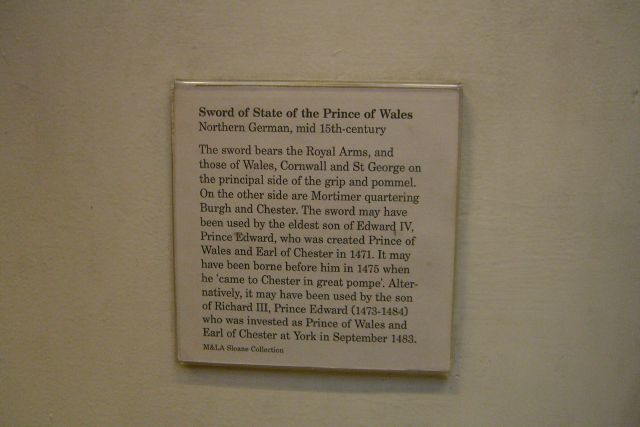 Sword of State of the Prince of Wales
Northern German, mid 15th-century
The sword bears the Royal Arms, and
those of Wales, Cornwall and St George on
the principal side of the grip and pommel.
On the other side are Mortimer quartering
Burgh and Chester. The sword may have
been used by the eldest son of Edward IV,
Prince Edward, who was created Prince of
Wales and Earl of Chester in 1471. It may
have been borne before him in 1475 when
he 'came to Chester in great pompe'. Alter-
natively, it may have been used by the son
of Richard III, Prince Edward (1473-1484)
who was invested as Prince of Wales and
Earl of Chester at York in September 1483.
M&LA Sloane Collection